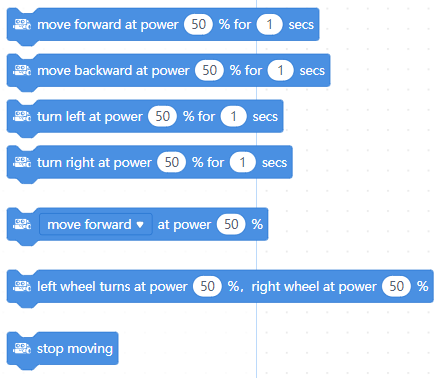 move forward at power 50 % for 1 secs
move backward at power 50 % for 1 secs
turn left at power 50 % for 1 secs
turn right at power 50 % for 1 secs
move forward at power 50 %
left wheel turns at power 50 %, right wheel at power 50 %
stop moving